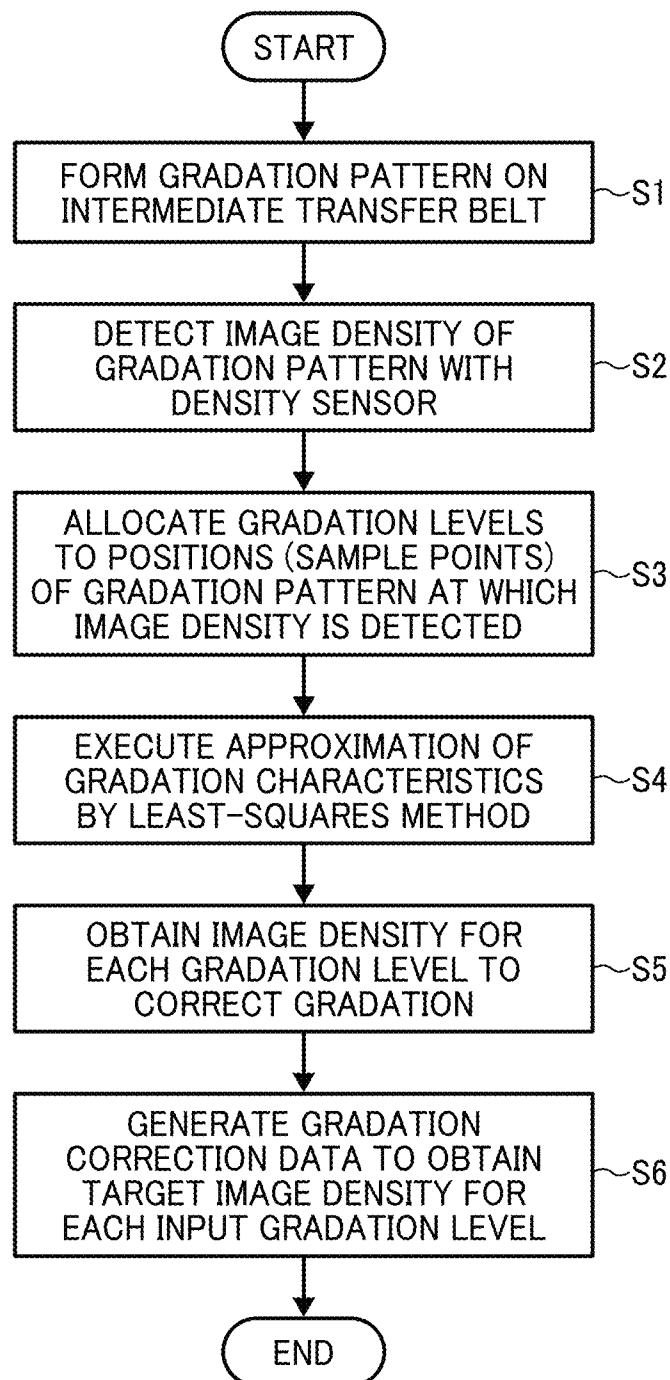 START
FORM GRADATION PATTERN ON
INTERMEDIATE TRANSFER BELT
S1
DETECT IMAGE DENSITY OF
GRADATION PATTERN WITH
DENSITY SENSOR
S2
ALLOCATE GRADATION LEVELS
TO POSITIONS (SAMPLE POINTS)
OF GRADATION PATTERN AT WHICH
IMAGE DENSITY IS DETECTED
S3
EXECUTE APPROXIMATION OF
GRADATION CHARACTERISTICS
BY LEAST-SQUARES METHOD
S4
OBTAIN IMAGE DENSITY FOR
EACH GRADATION LEVEL TO
CORRECT GRADATION
S5
GENERATE GRADATION
CORRECTION DATA TO OBTAIN
TARGET IMAGE DENSITY FOR
EACH INPUT GRADATION LEVEL
S6
END